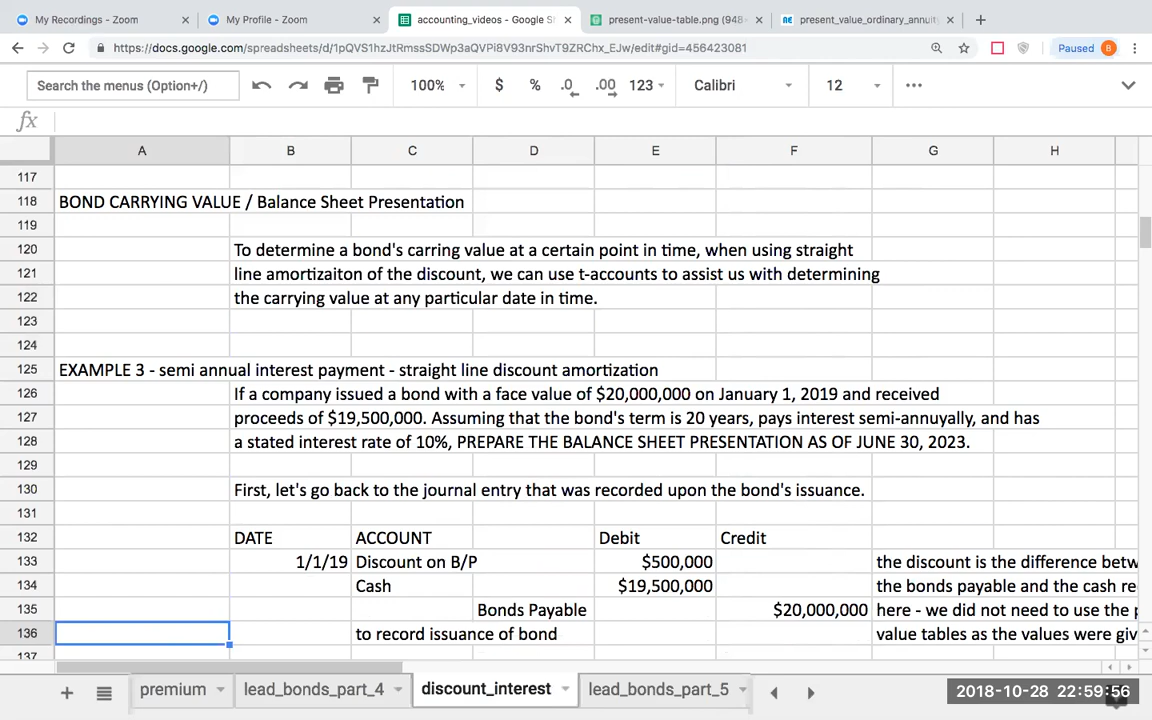 My Recordings - Zoom
My Profile - Zoom
accounting_videos - Google Sh
present-value-table.png (948×
present_value_ordinary_annuit
https://docs.google.com/spreadsheets/d/1pQVS1hzJtRmssSDWp3aQVPi8V93nrShvT9ZRChx_EJw/edit#gid=456423081
Paused B
Search the menus (Option+/)
100% $ % .0 .00 123 Calibri 12
fx
A B C D E F G H
117
118 BOND CARRYING VALUE / Balance Sheet Presentation
119
120 To determine a bond's carring value at a certain point in time, when using straight
121 line amortizaiton of the discount, we can use t-accounts to assist us with determining
122 the carrying value at any particular date in time.
123
124
125 EXAMPLE 3 - semi annual interest payment - straight line discount amortization
126 If a company issued a bond with a face value of $20,000,000 on January 1, 2019 and received
127 proceeds of $19,500,000. Assuming that the bond's term is 20 years, pays interest semi-annuyally, and has
128 a stated interest rate of 10%, PREPARE THE BALANCE SHEET PRESENTATION AS OF JUNE 30, 2023.
129
130 First, let's go back to the journal entry that was recorded upon the bond's issuance.
131
132 DATE ACCOUNT Debit Credit
133 1/1/19 Discount on B/P $500,000 the discount is the difference betw
134 Cash $19,500,000 the bonds payable and the cash re
135 Bonds Payable $20,000,000 here - we did not need to use the p
136 to record issuance of bond value tables as the values were giv
137
premium lead_bonds_part_4 discount_interest lead_bonds_part_5
2018-10-28 22:59:56